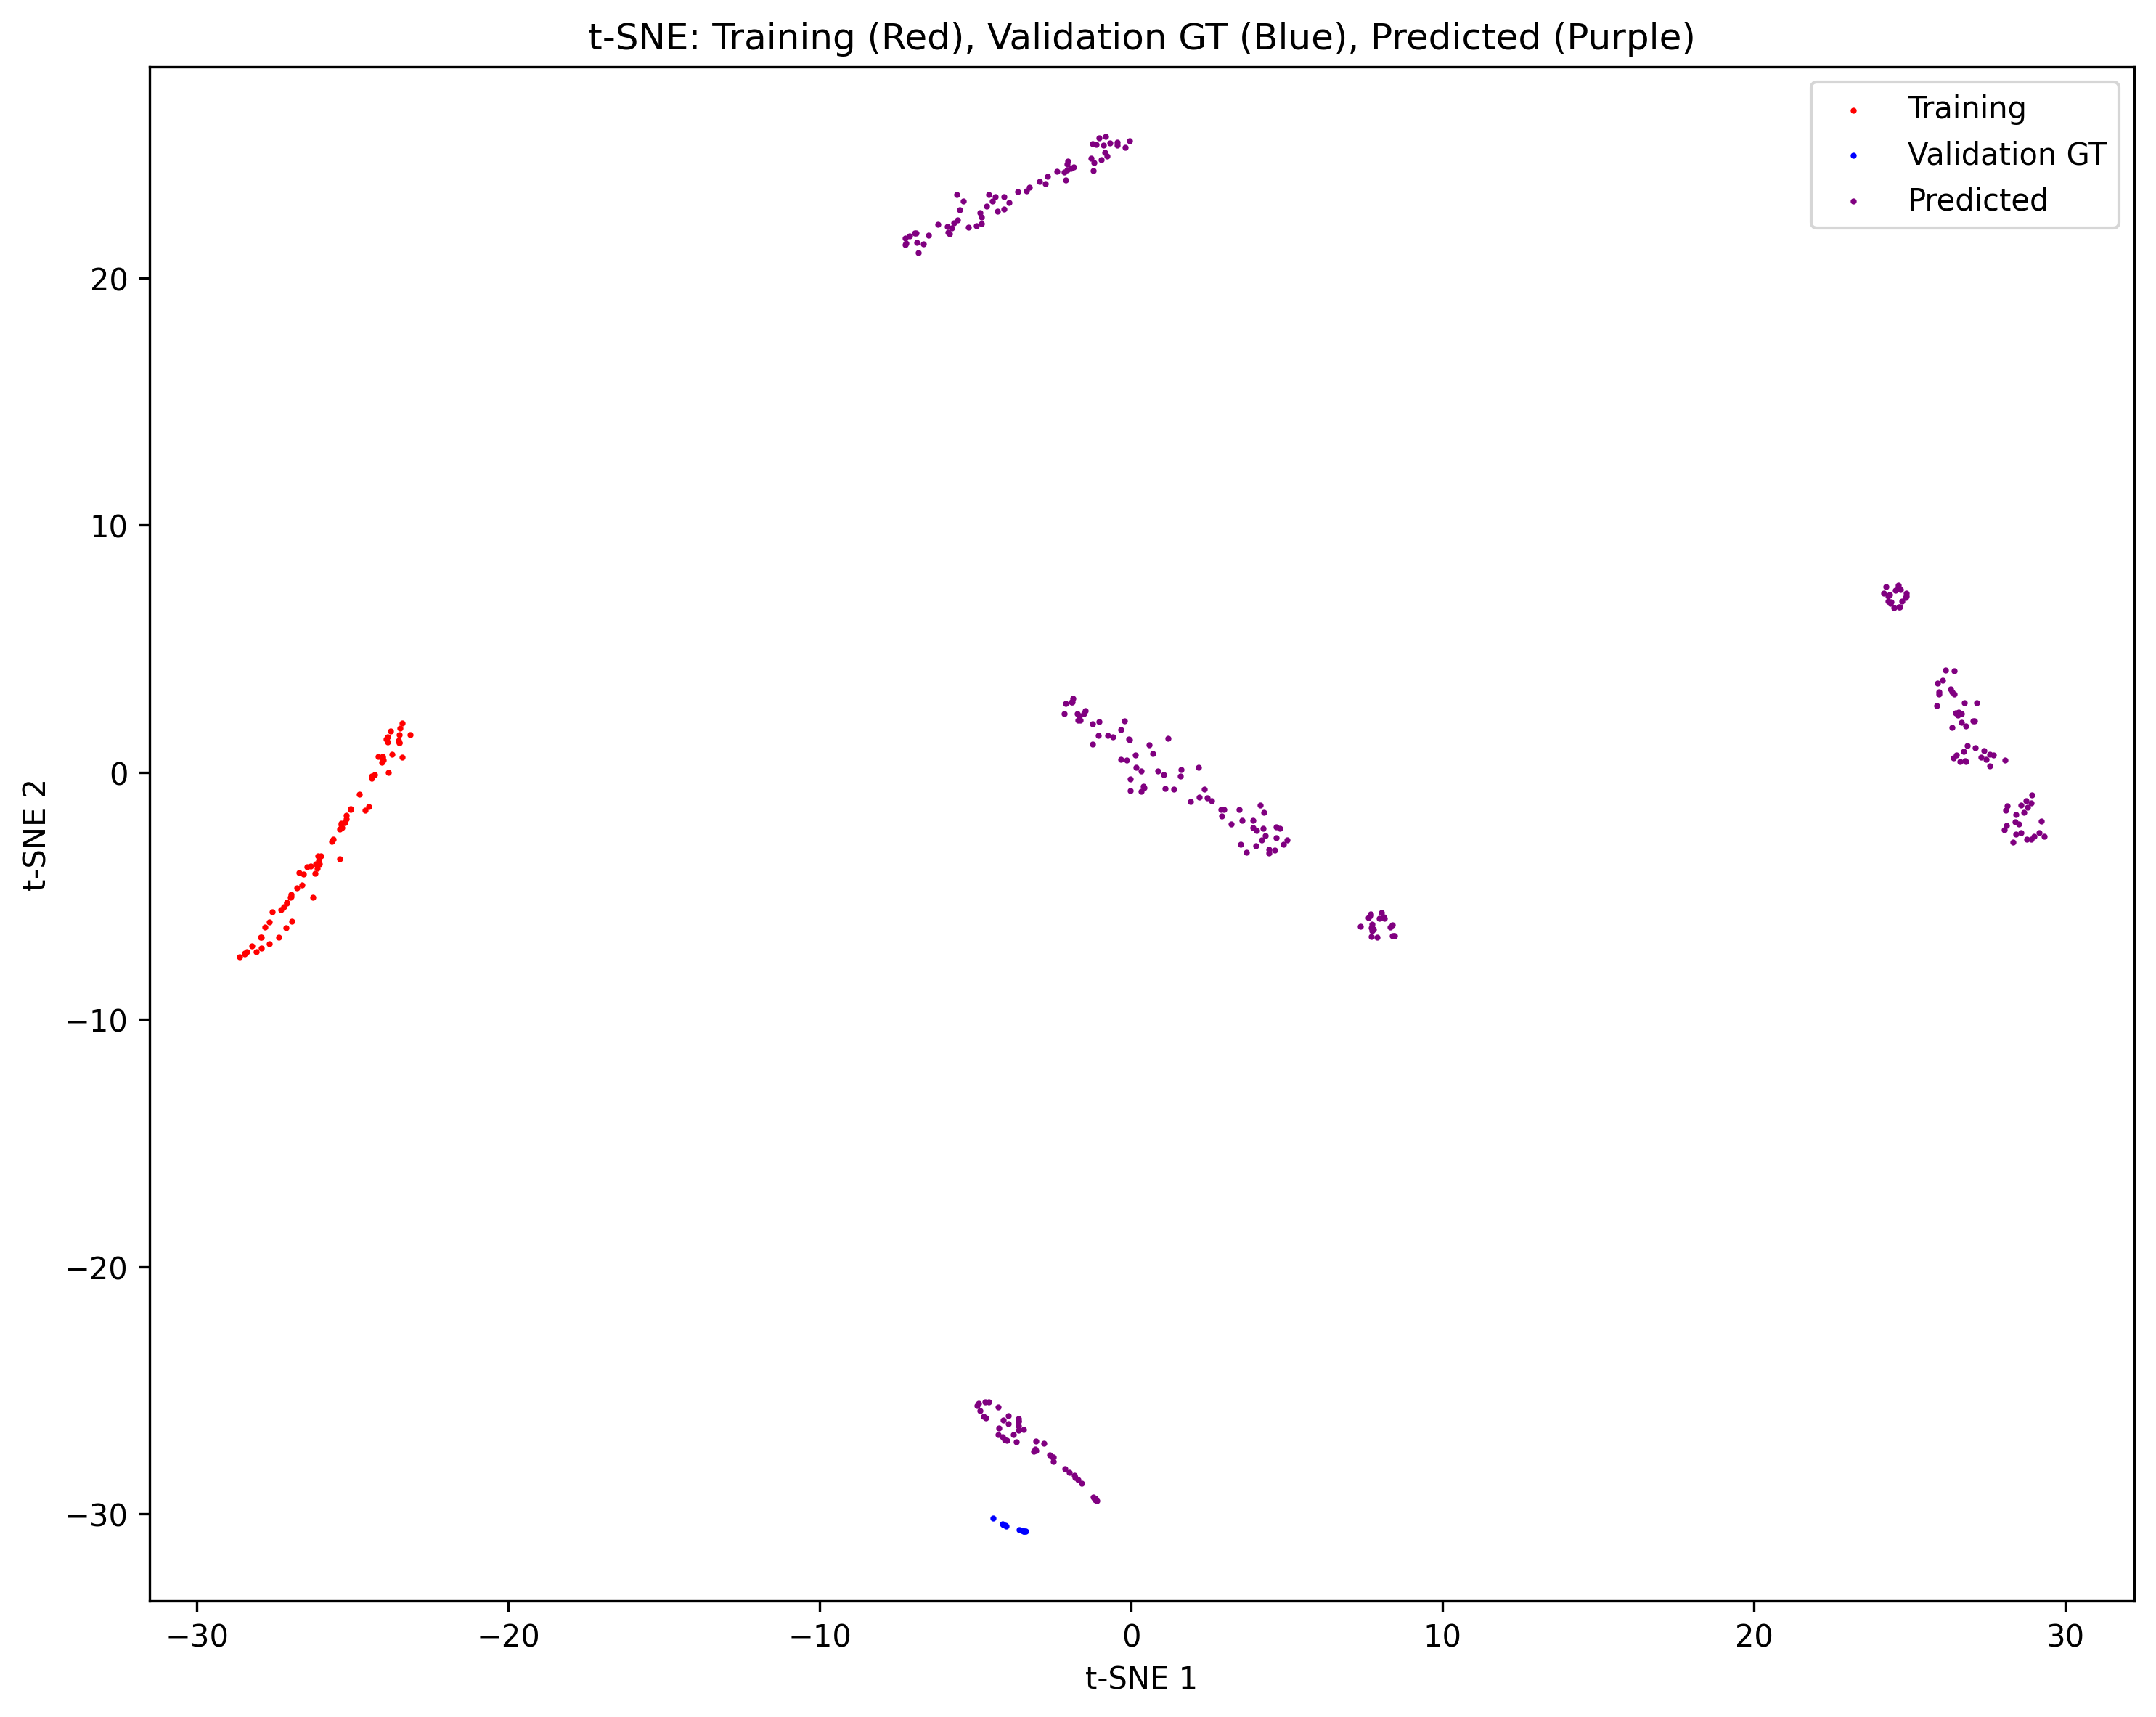 t-SNE: Training (Red), Validation GT (Blue), Predicted (Purple)
Training
Validation GT
Predicted
20
10
0
−10
−20
−30
t-SNE 2
−30
−20
−10
0
10
20
30
t-SNE 1